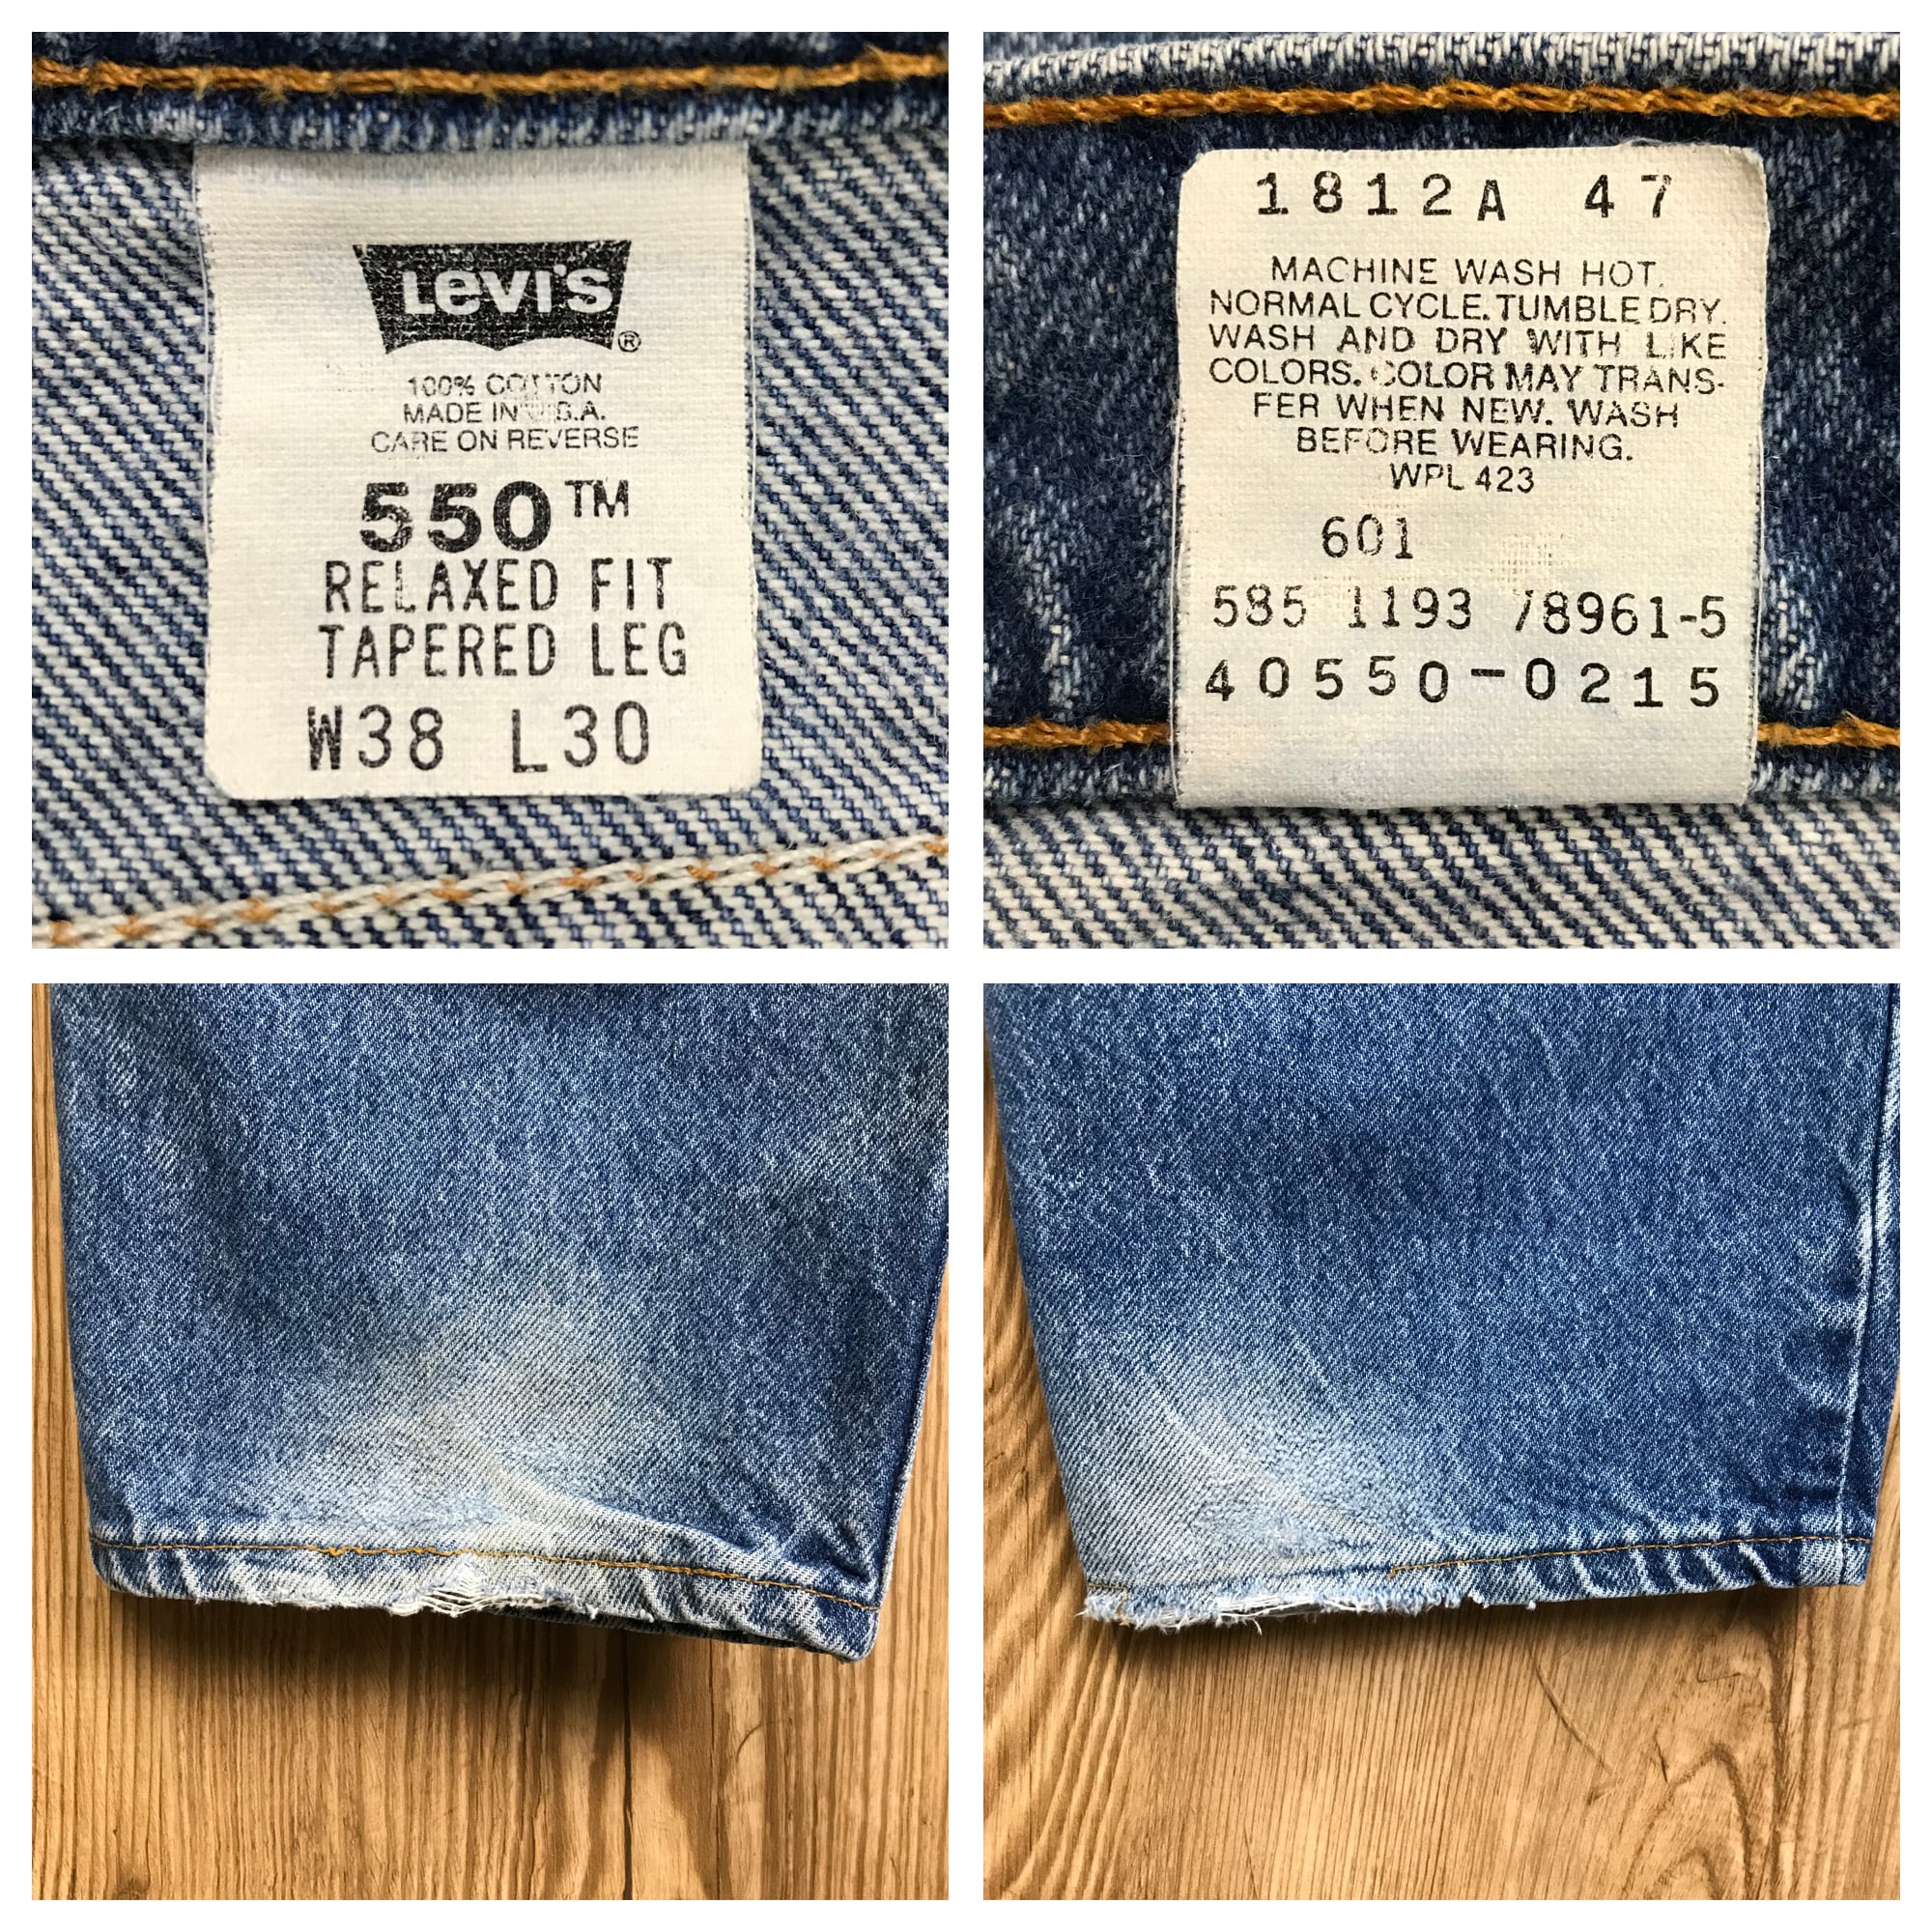 Levi's®
100% COTTON
MADE IN U.S.A.
CARE ON REVERSE
550™
RELAXED FIT
TAPERED LEG
W38 L30
1812A 47
MACHINE WASH HOT.
NORMAL CYCLE. TUMBLE DRY.
WASH AND DRY WITH LIKE
COLORS. COLOR MAY TRANS-
FER WHEN NEW. WASH
BEFORE WEARING.
WPL 423
601
585 1193 78961-5
40550-0215